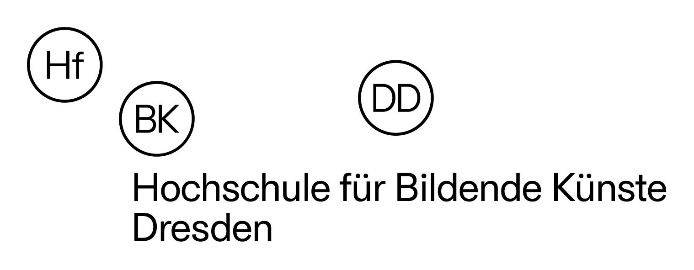 Hf
BK
DD
Hochschule für Bildende Künste
Dresden